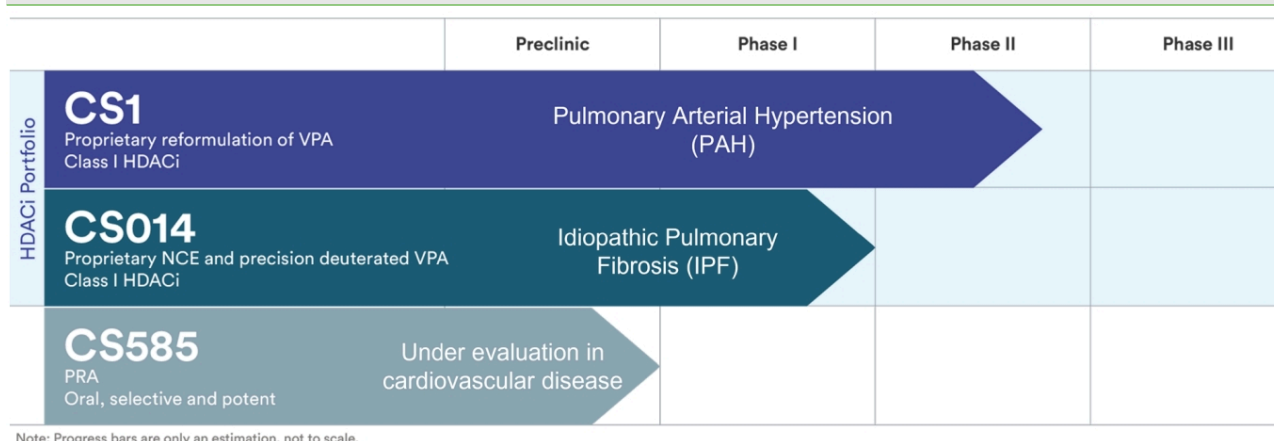 Preclinic
Phase I
Phase II
Phase III
HDACi Portfolio
CS1
Proprietary reformulation of VPA
Class I HDACi
Pulmonary Arterial Hypertension
(PAH)
CS014
Proprietary NCE and precision deuterated VPA
Class I HDACi
Idiopathic Pulmonary
Fibrosis (IPF)
CS585
PRA
Oral, selective and potent
Under evaluation in
cardiovascular disease
Note: Progress bars are only an estimation, not to scale.